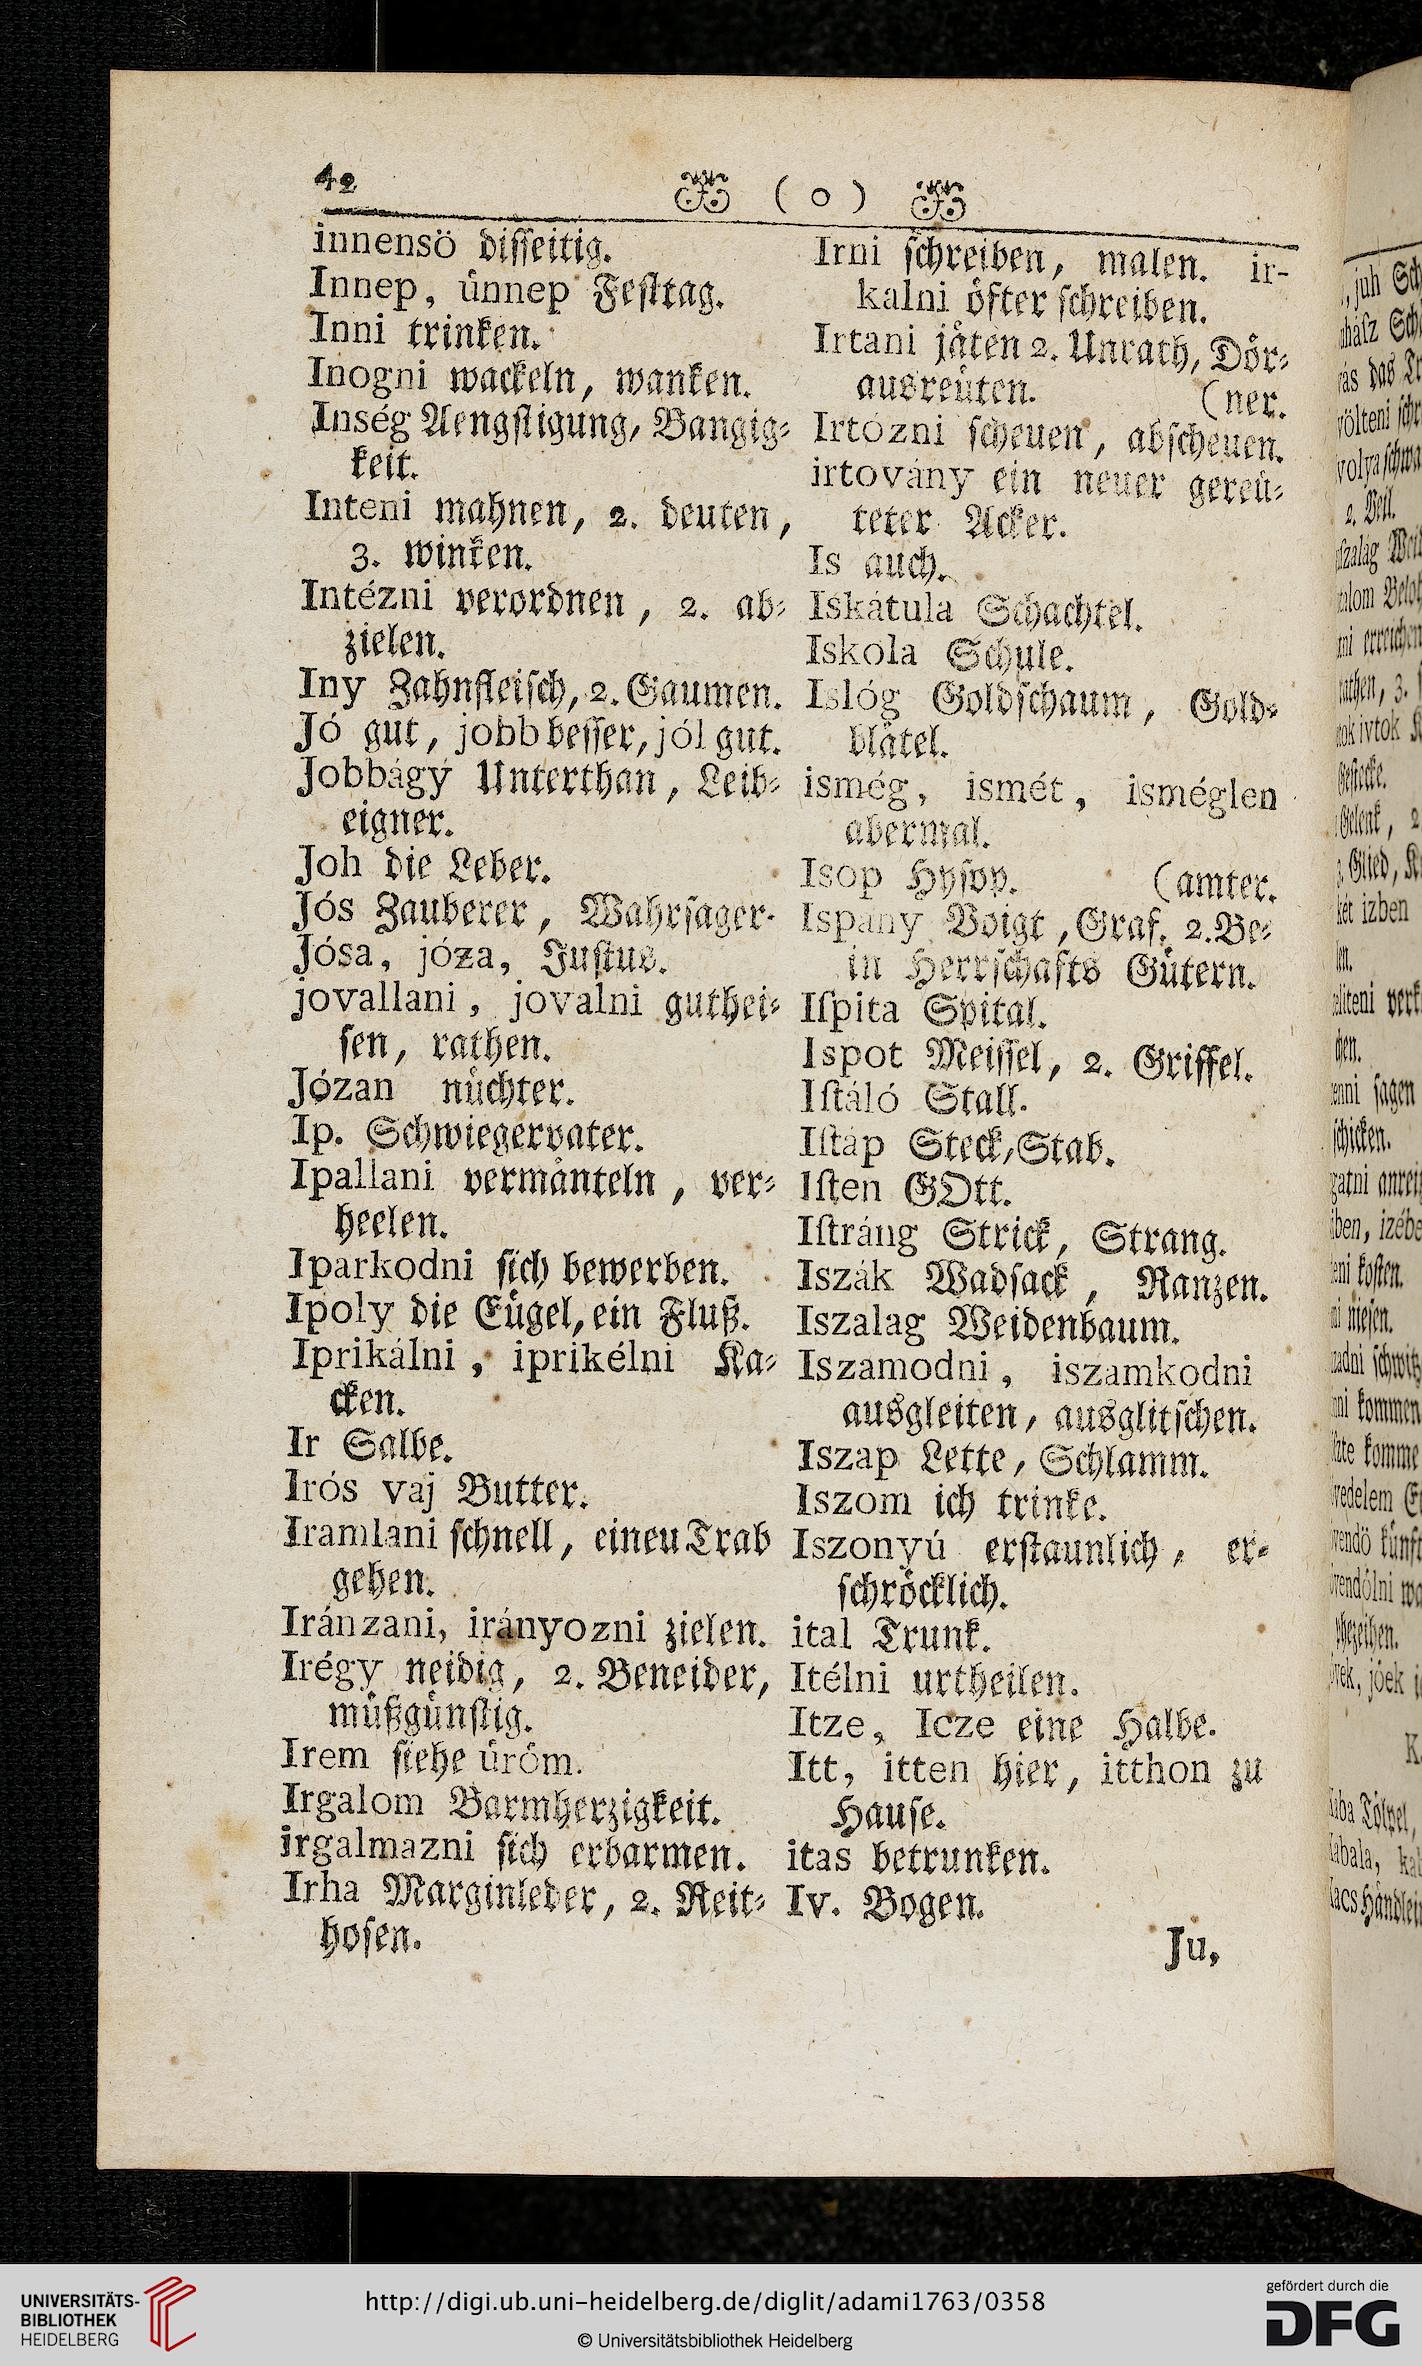 42
( o )
innensö disseitig.
Innep, ünnep Festtag.
Inni trinken.
Inogni wackeln, wanken.
Inség Aengstigung, Bangig-
keit.
Inteni mahnen, 2. deuten,
3. winken.
Intézni verordnen, 2. ab-
zielen.
Iny Zahnfleisch, 2. Gaumen.
Jó gut, jobb besser, jól gut.
Jobbágy Unterthan, Leib-
eigner.
Joh die Leber.
Jós Zauberer, Wahrsager.
Jósa, józa, Justus.
jovallani, jovalni guthei-
sen, rathen.
Józan nüchter.
Ip. Schwiegervater.
Ipallani vermänteln, ver-
heelen.
Iparkodni sich bewerben.
Ipoly die Eügel, ein Fluß.
Iprikálni, iprikélni Ka-
cken.
Ir Salbe.
Irós vaj Butter.
Iramlani schnell, eineu Trab
gehen.
Iránzani, irányozni zielen.
Irégy neidig, 2. Beneider,
müßgünstig.
Irem siehe üröm.
Irgalom Barmherzigkeit.
irgalmazni sich erbarmen.
Irha Marginleder, 2. Reit-
hosen.
Irni schreiben, malen. ir-
kalni öfter schreiben.
Irtani jäten 2. Unrath, Dör-
ausreüten. (ner.
Irtózni scheuen, abscheuen.
irtovány ein neuer gereü-
teter Acker.
Is auch.
Iskátula Schachtel.
Iskola Schule.
Islóg Goldschaum, Gold-
blätel.
ismég, ismét, isméglen
abermal.
Isop Hysop. (amter.
Ispány Voigt, Graf. 2. Be-
in Herrschafts Gütern.
Iſpita Spital.
Ispot Meissel, 2. Griffel.
Iſtáló Stall.
Iſtáp Steck, Stab.
Iſten GOtt.
Iſtráng Strick, Strang.
Iszák Wadsack, Ranzen.
Iszalag Weidenbaum.
Iszamodni, iszamkodni
ausgleiten, ausglitschen.
Iszap Lette, Schlamm.
Iszom ich trinke.
Iszonyú erstaunlich, er-
schröcklich.
ital Trunk.
Itélni urtheilen.
Itze, Icze eine Halbe.
Itt, itten hier, itthon zu
Hause.
itas betrunken.
Iv. Bogen.
Ju,
UNIVERSITÄTS-
BIBLIOTHEK
HEIDELBERG
http://digi.ub.uni-heidelberg.de/diglit/adami1763/0358
© Universitätsbibliothek Heidelberg
gefördert durch die
DFG